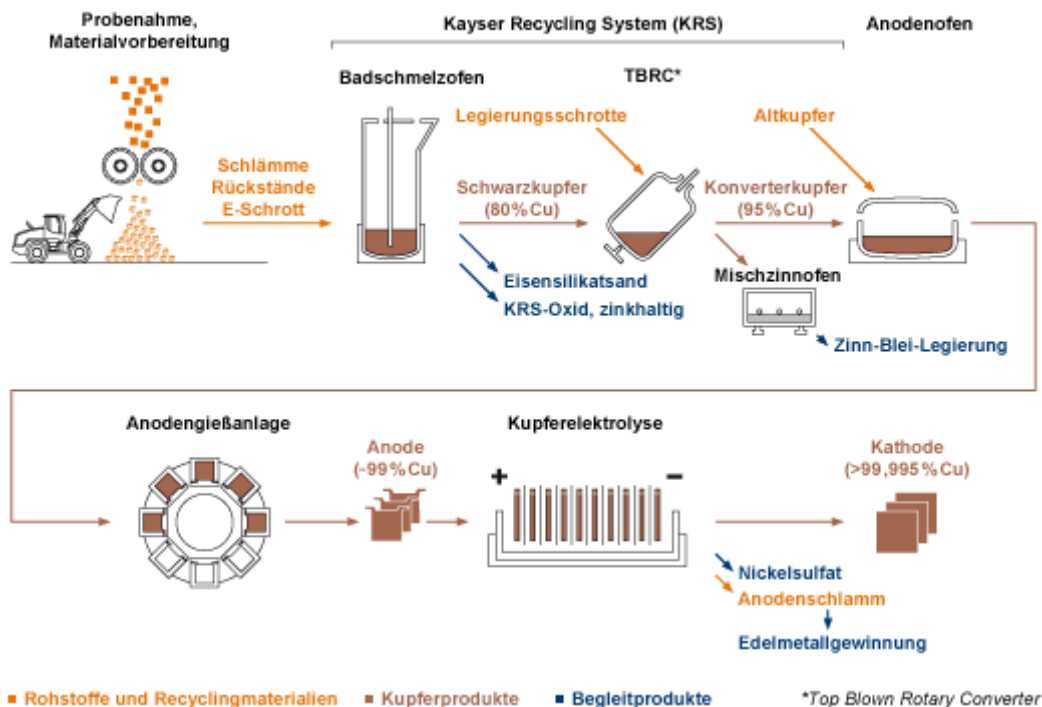 Probenahme,
Materialvorbereitung
Kayser Recycling System (KRS)
Anodenofen
Badschmelzofen
TBRC*
Legierungsschrotte
Altkupfer
Schlämme
Rückstände
E-Schrott
Schwarzkupfer
(80% Cu)
Konverterkupfer
(95% Cu)
Eisensilikatsand
KRS-Oxid, zinkhaltig
Mischzinnofen
Zinn-Blei-Legierung
Anodengießanlage
Anode
(~99% Cu)
Kupferelektrolyse
+
–
Kathode
(>99,995% Cu)
Nickelsulfat
Anodenschlamm
Edelmetallgewinnung
Rohstoffe und Recyclingmaterialien
Kupferprodukte
Begleitprodukte
*Top Blown Rotary Converter